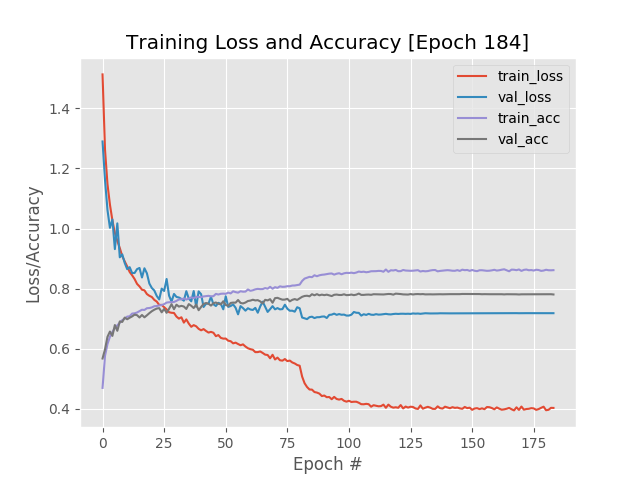 Training Loss and Accuracy [Epoch 184]
train_loss
val_loss
train_acc
val_acc
1.4
1.2
1.0
0.8
0.6
0.4
Loss/Accuracy
0 25 50 75 100 125 150 175
Epoch #